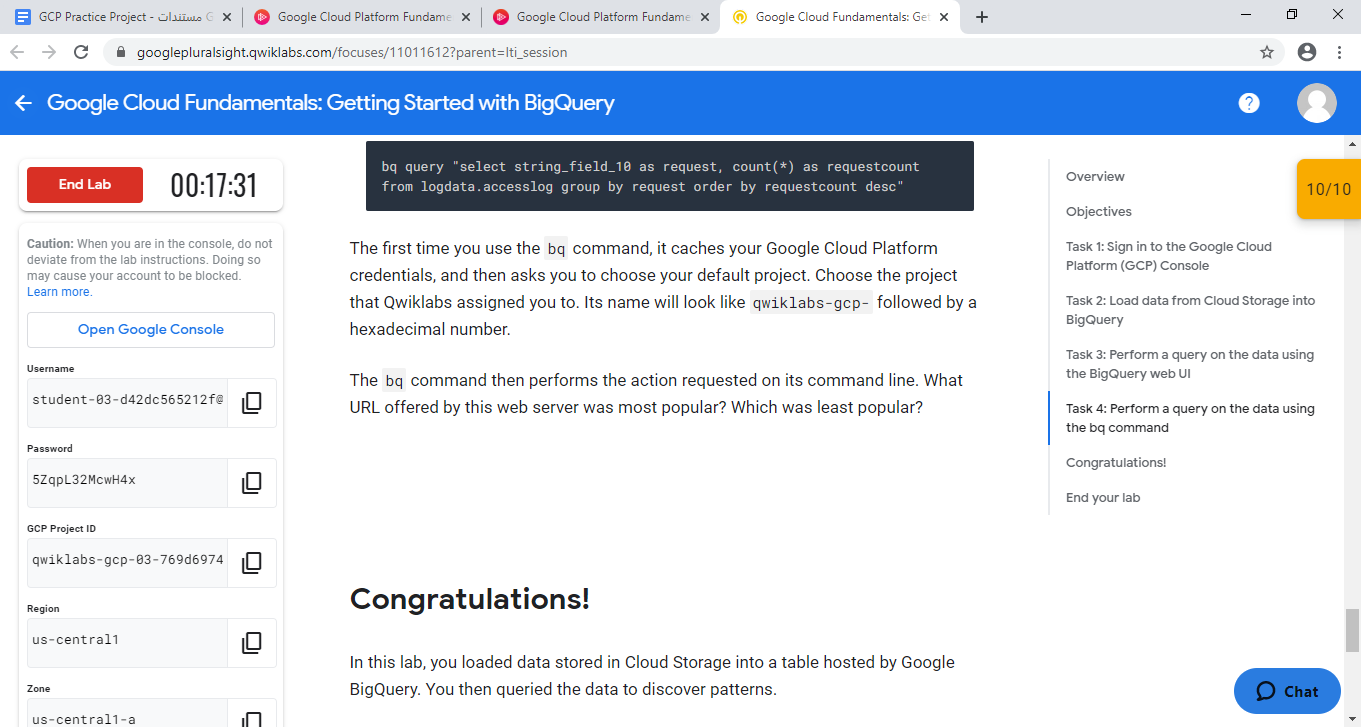 GCP Practice Project - مستندات G
Google Cloud Platform Fundame
Google Cloud Platform Fundame
Google Cloud Fundamentals: Get
googlepluralsight.qwiklabs.com/focuses/11011612?parent=lti_session
Google Cloud Fundamentals: Getting Started with BigQuery
?
End Lab
00:17:31
Caution: When you are in the console, do not
deviate from the lab instructions. Doing so
may cause your account to be blocked.
Learn more.
Open Google Console
Username
student-03-d42dc565212f@
Password
5ZqpL32McwH4x
GCP Project ID
qwiklabs-gcp-03-769d6974
Region
us-central1
Zone
us-central1-a
bq query "select string_field_10 as request, count(*) as requestcount
from logdata.accesslog group by request order by requestcount desc"
The first time you use the bq command, it caches your Google Cloud Platform
credentials, and then asks you to choose your default project. Choose the project
that Qwiklabs assigned you to. Its name will look like qwiklabs-gcp- followed by a
hexadecimal number.
The bq command then performs the action requested on its command line. What
URL offered by this web server was most popular? Which was least popular?
Congratulations!
In this lab, you loaded data stored in Cloud Storage into a table hosted by Google
BigQuery. You then queried the data to discover patterns.
Overview
Objectives
Task 1: Sign in to the Google Cloud
Platform (GCP) Console
Task 2: Load data from Cloud Storage into
BigQuery
Task 3: Perform a query on the data using
the BigQuery web UI
Task 4: Perform a query on the data using
the bq command
Congratulations!
End your lab
10/10
Chat